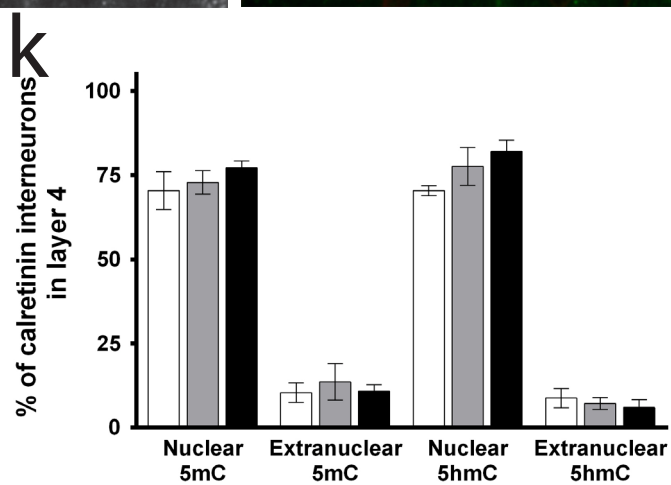 k
% of calretinin interneurons
in layer 4
100
75
50
25
0
Nuclear
5mC
Extranuclear
5mC
Nuclear
5hmC
Extranuclear
5hmC